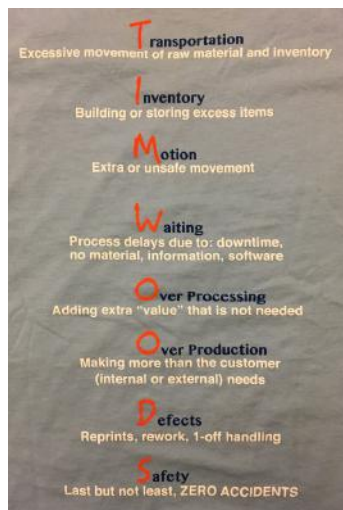 Transportation
Excessive movement of raw material and inventory
Inventory
Building or storing excess items
Motion
Extra or unsafe movement
Waiting
Process delays due to: downtime,
no material, information, software
Over Processing
Adding extra "value" that is not needed
Over Production
Making more than the customer
(internal or external) needs
Defects
Reprints, rework, 1-off handling
Safety
Last but not least, ZERO ACCIDENTS